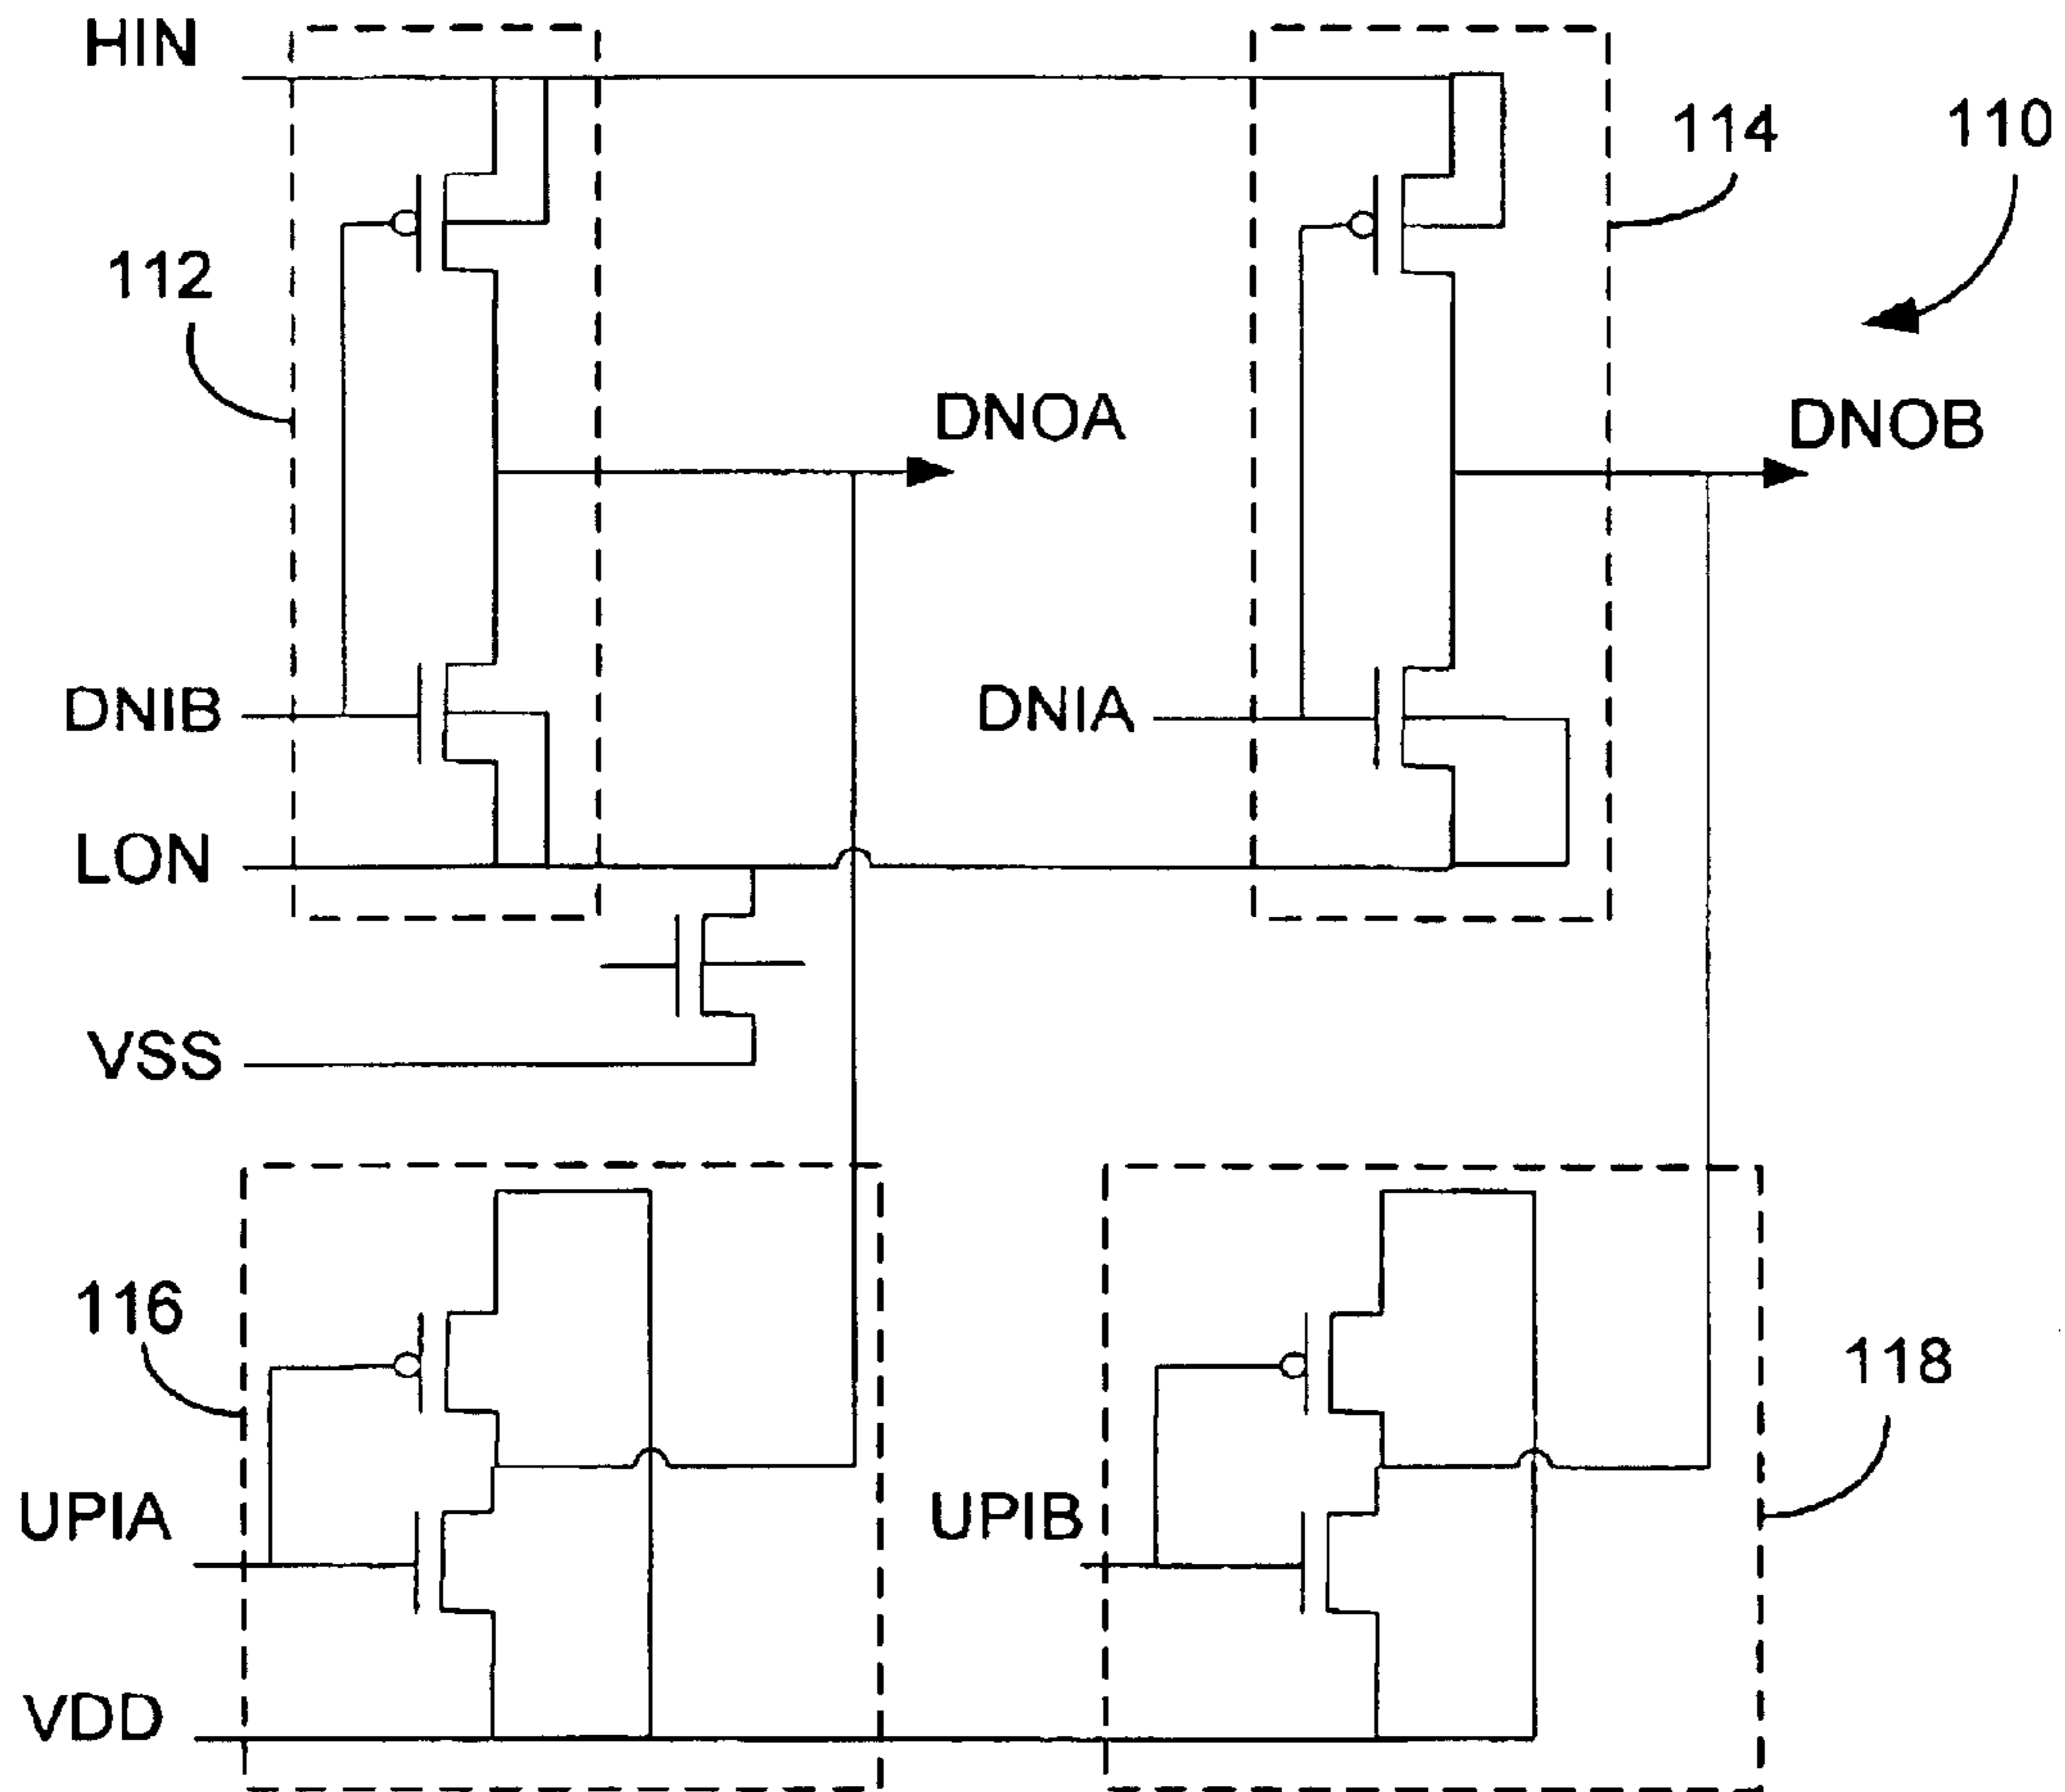 HIN
114
110
112
DNOA
DNOB
DNIB
DNIA
LON
VSS
116
118
UPIA
UPIB
VDD